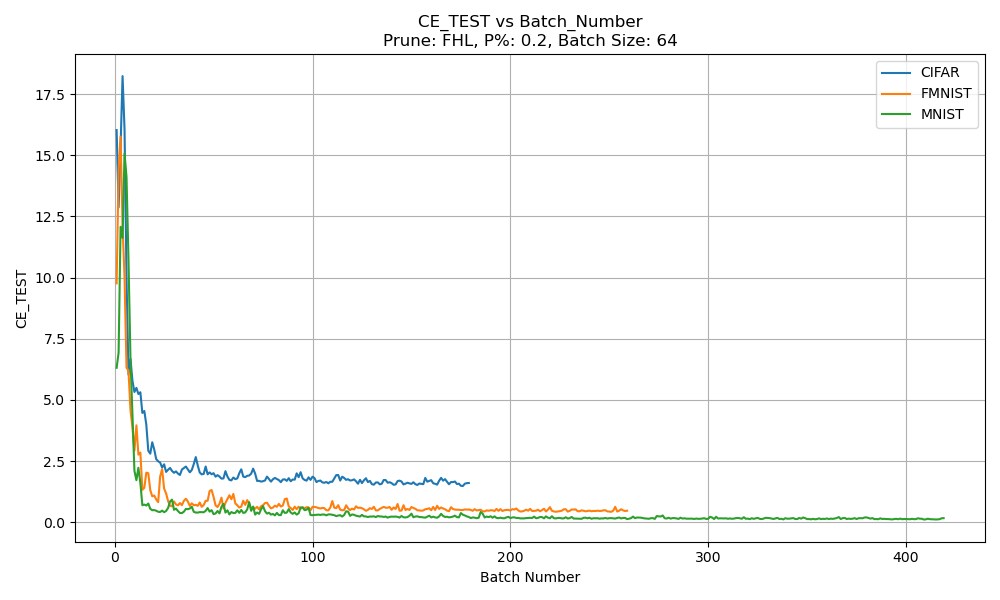 CE_TEST vs Batch_Number
Prune: FHL, P%: 0.2, Batch Size: 64
CIFAR
FMNIST
MNIST
17.5
15.0
12.5
10.0
7.5
5.0
2.5
0.0
CE_TEST
0 100 200 300 400
Batch Number